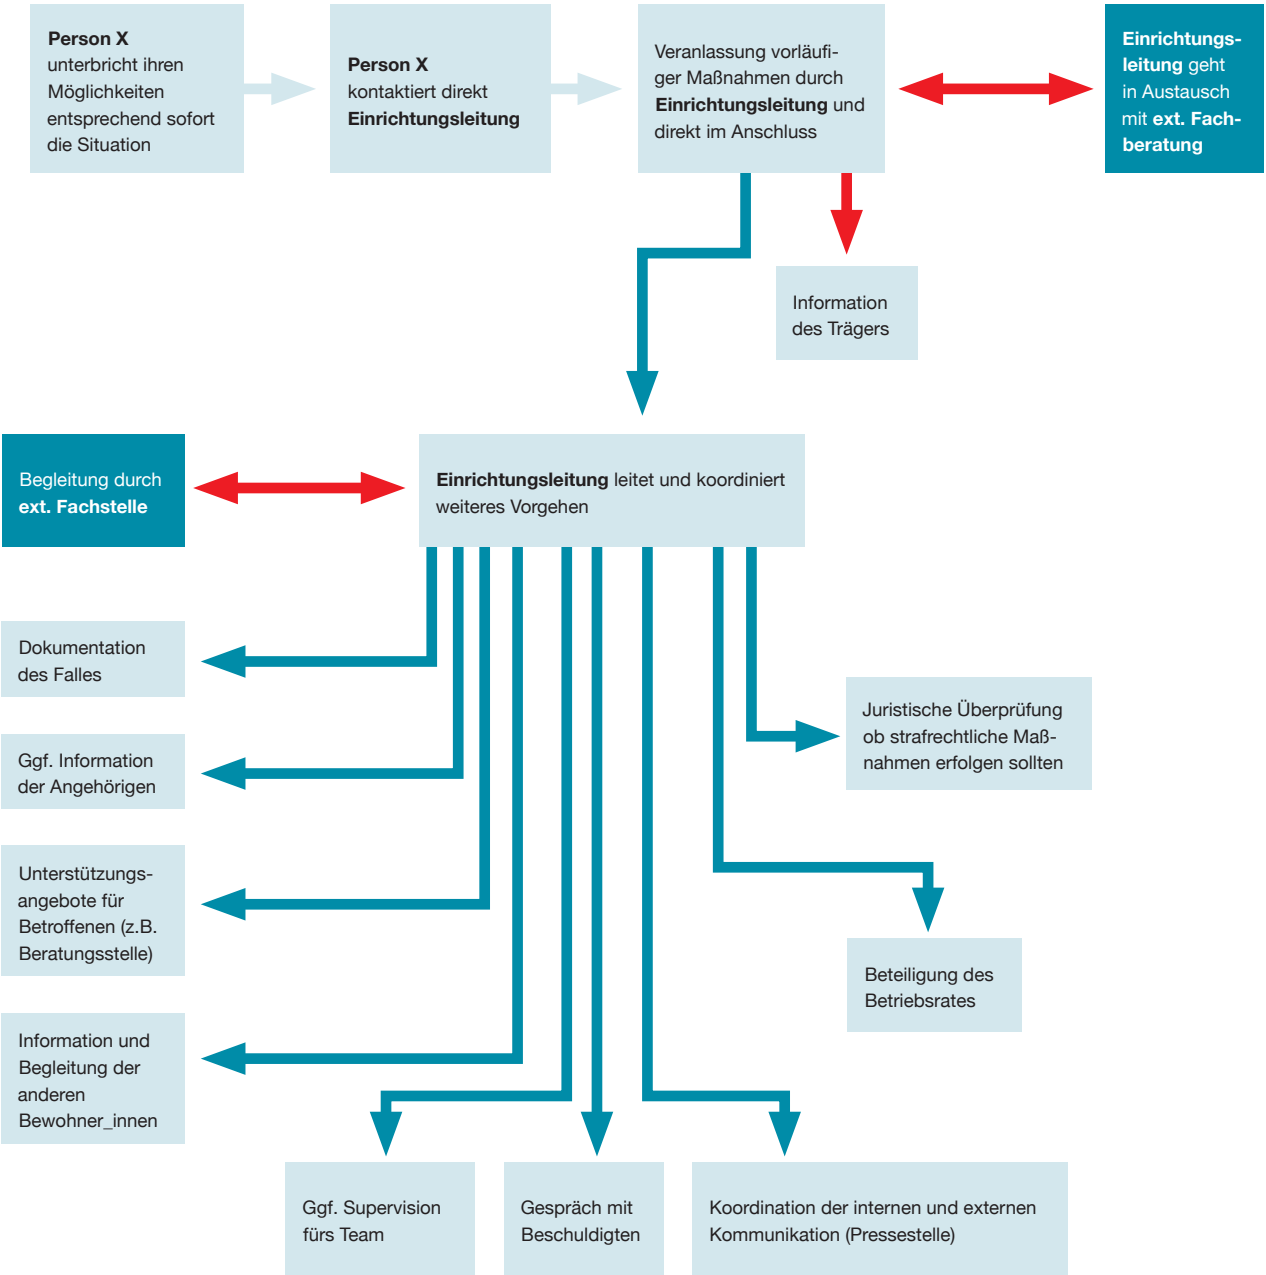 Person X
unterbricht ihren
Möglichkeiten
entsprechend sofort
die Situation
Person X
kontaktiert direkt
Einrichtungsleitung
Veranlassung vorläufi-
ger Maßnahmen durch
Einrichtungsleitung und
direkt im Anschluss
Einrichtungs-
leitung geht
in Austausch
mit ext. Fach-
beratung
Information
des Trägers
Begleitung durch
ext. Fachstelle
Einrichtungsleitung leitet und koordiniert
weiteres Vorgehen
Dokumentation
des Falles
Ggf. Information
der Angehörigen
Unterstützungs-
angebote für
Betroffenen (z.B.
Beratungsstelle)
Information und
Begleitung der
anderen
Bewohner_innen
Juristische Überprüfung
ob strafrechtliche Maß-
nahmen erfolgen sollten
Beteiligung des
Betriebsrates
Ggf. Supervision
fürs Team
Gespräch mit
Beschuldigten
Koordination der internen und externen
Kommunikation (Pressestelle)